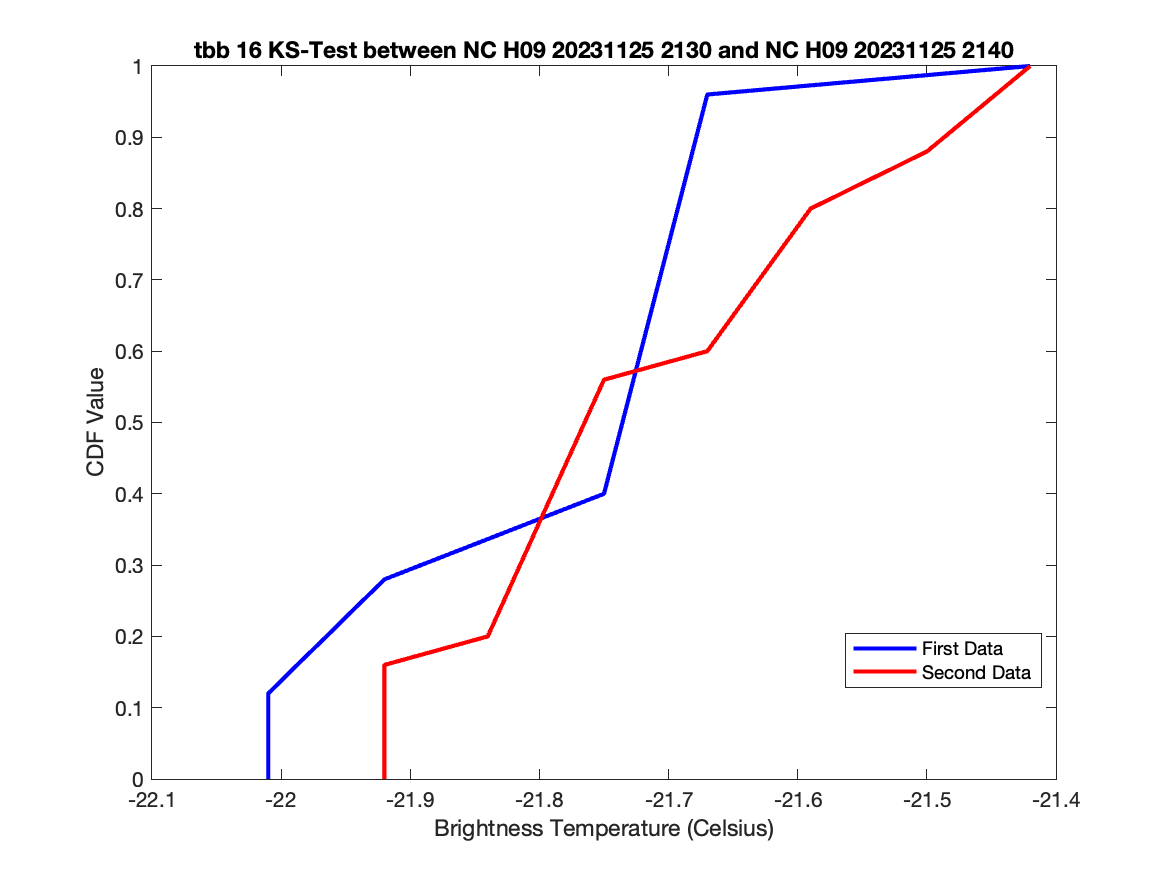 tbb 16 KS-Test between NC H09 20231125 2130 and NC H09 20231125 2140
1
0.9
0.8
0.7
0.6
0.5
0.4
0.3
0.2
0.1
0
CDF Value
First Data
Second Data
-22.1 -22 -21.9 -21.8 -21.7 -21.6 -21.5 -21.4
Brightness Temperature (Celsius)